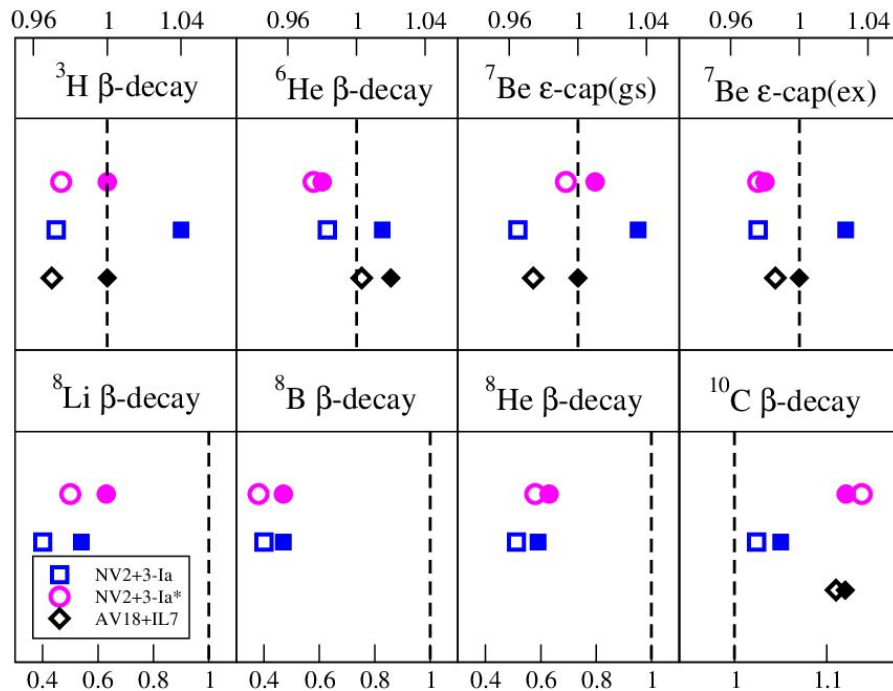 0.96 1 1.04 0.96 1 1.04 0.96 1 1.04 0.96 1 1.04
³H β-decay
⁶He β-decay
⁷Be ε-cap(gs)
⁷Be ε-cap(ex)
⁸Li β-decay
⁸B β-decay
⁸He β-decay
¹⁰C β-decay
NV2+3-Ia
NV2+3-Ia*
AV18+IL7
0.4 0.6 0.8 1 0.4 0.6 0.8 1 0.4 0.6 0.8 1 1 1.1